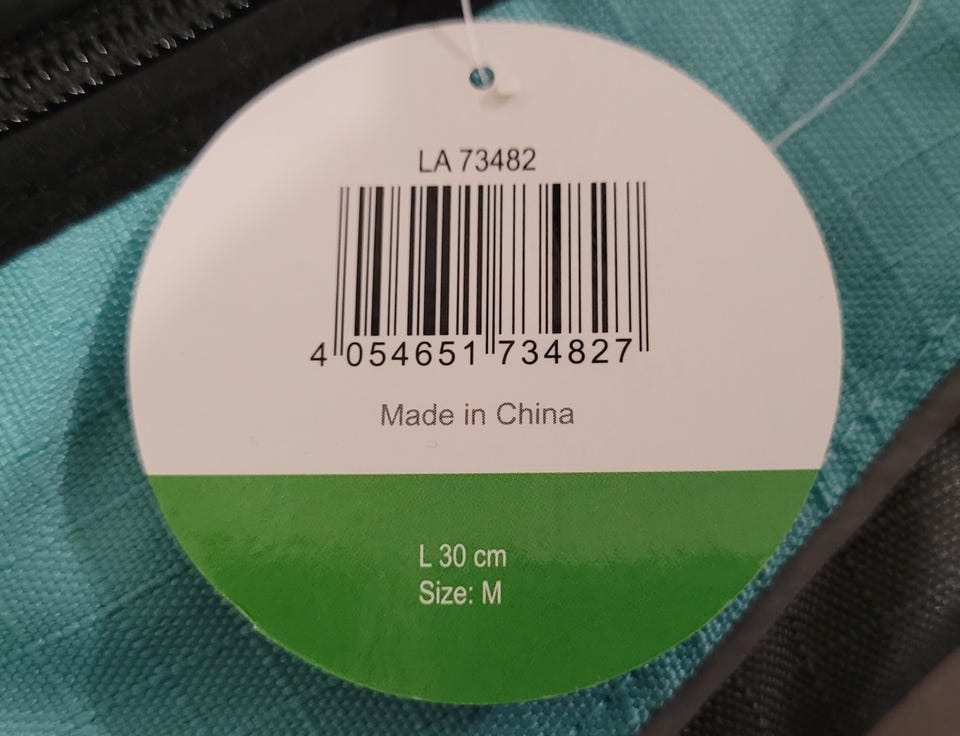 LA 73482
4 054651 734827
Made in China
L 30 cm
Size: M